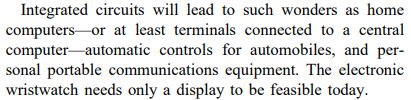 Integrated circuits will lead to such wonders as home
computers—or at least terminals connected to a central
computer—automatic controls for automobiles, and per-
sonal portable communications equipment. The electronic
wristwatch needs only a display to be feasible today.